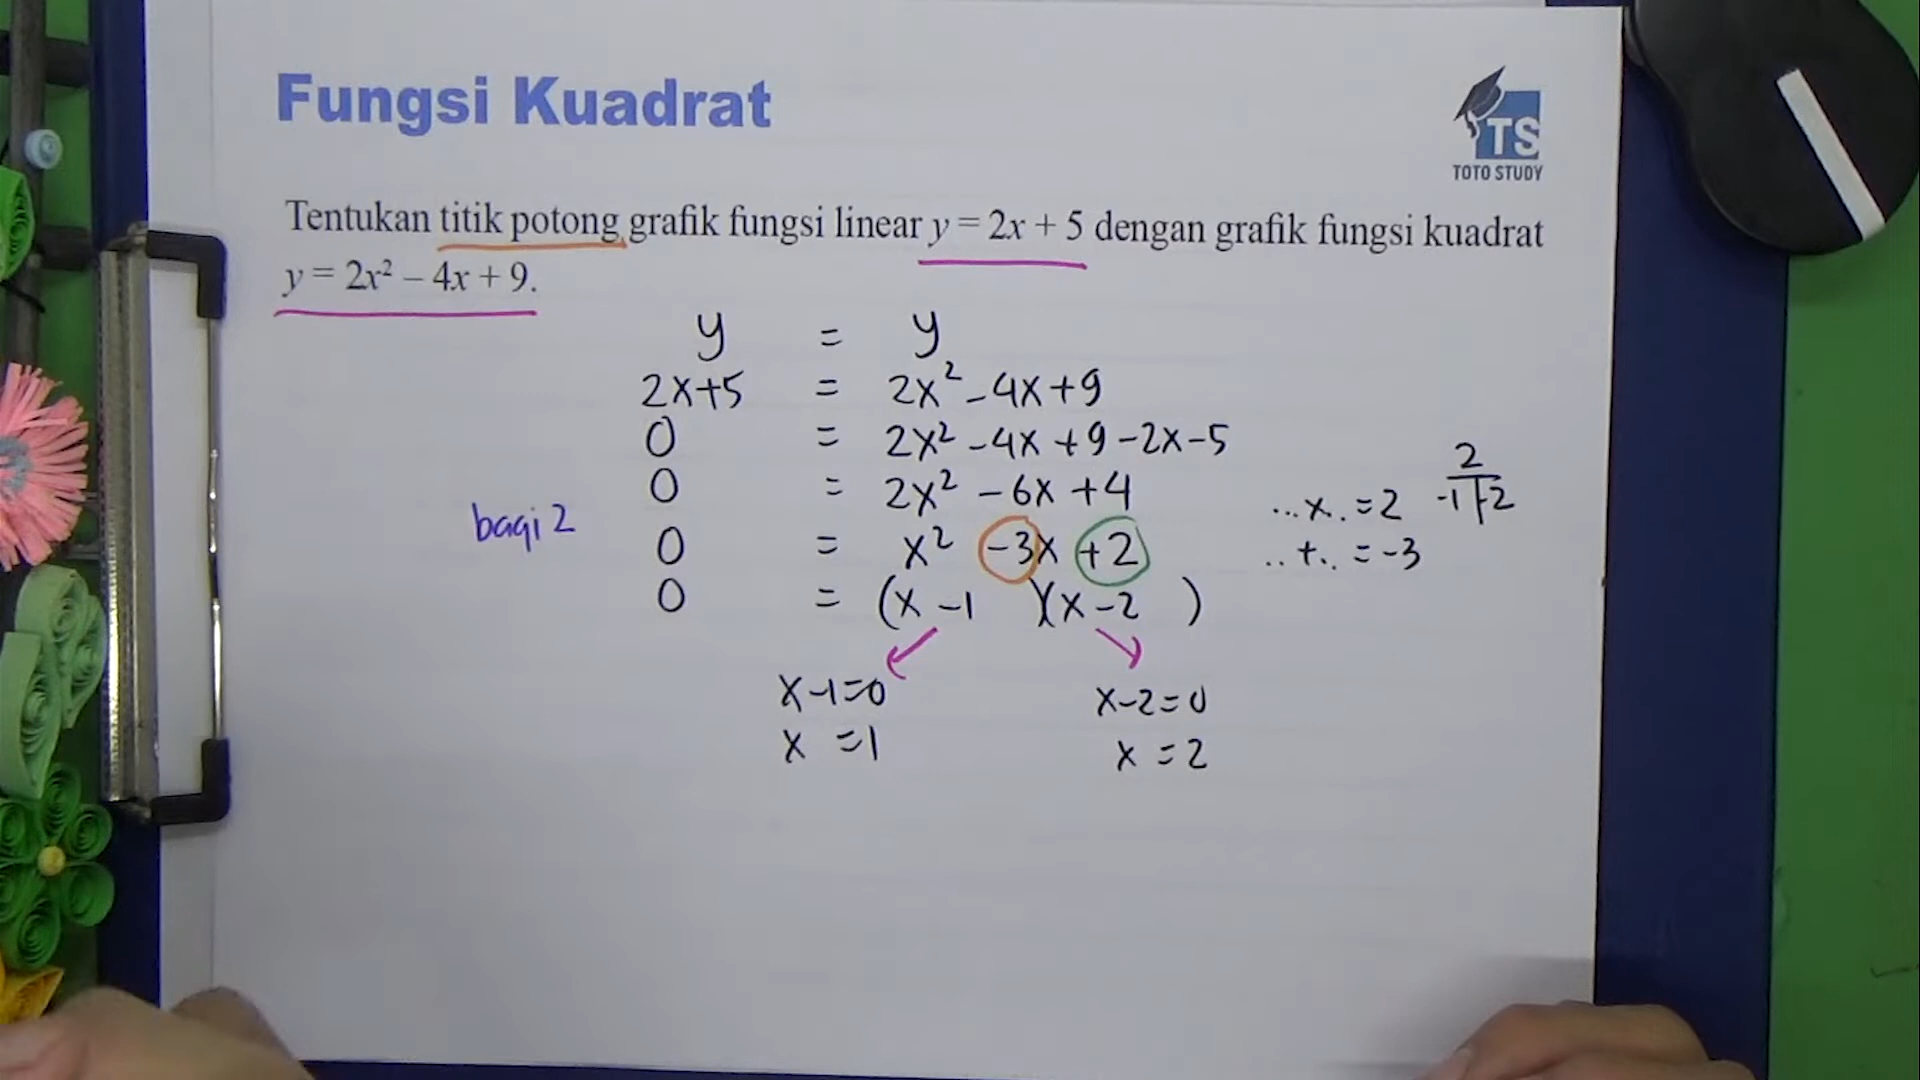 Fungsi Kuadrat
TS
TOTO STUDY
Tentukan titik potong grafik fungsi linear y = 2x + 5 dengan grafik fungsi kuadrat
y = 2x² – 4x + 9.
y = y
2x+5 = 2x² -4x+9
0 = 2x² -4x +9 -2x -5
0 = 2x² -6x +4
bagi 2
0 = x² -3x +2
0 = (x -1 )(x -2 )
2
-1 | -2
...x. = 2
..+.. = -3
x-1=0
x =1
x-2=0
x = 2